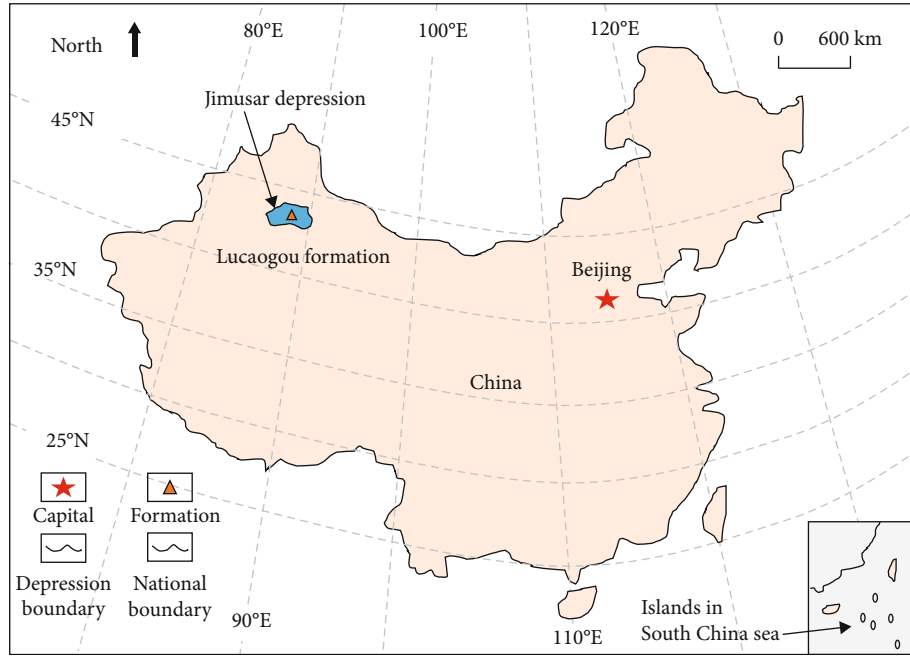 North
80°E
100°E
120°E
0
600 km
Jimusar depression
45°N
Lucaogou formation
35°N
Beijing
China
25°N
Capital
Formation
Depression
boundary
National
boundary
90°E
110°E
Islands in
South China sea